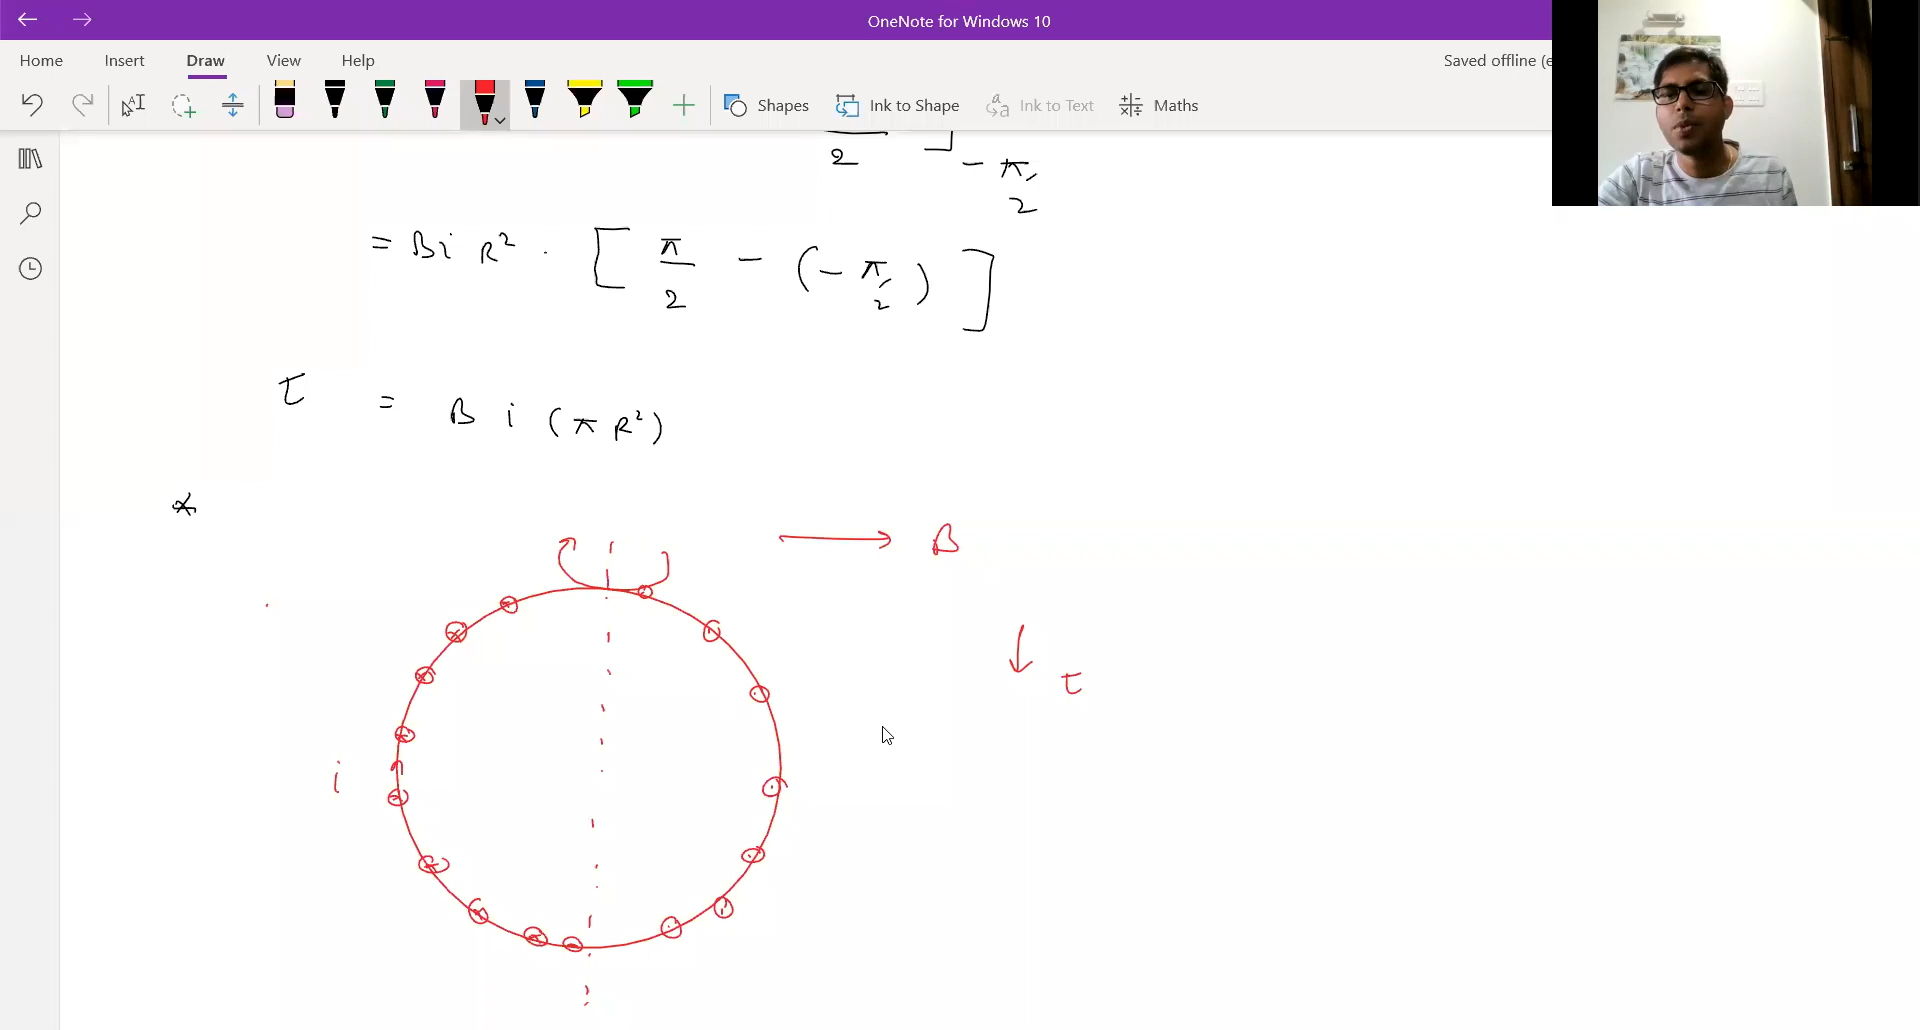 OneNote for Windows 10
Home Insert Draw View Help Saved offline (e
Shapes Ink to Shape Ink to Text Maths
2 ] - π/2
= Bi R² · [ π/2 - (- π/2 ) ]
τ = B i (π R²)
*
→ B
↓ τ
i